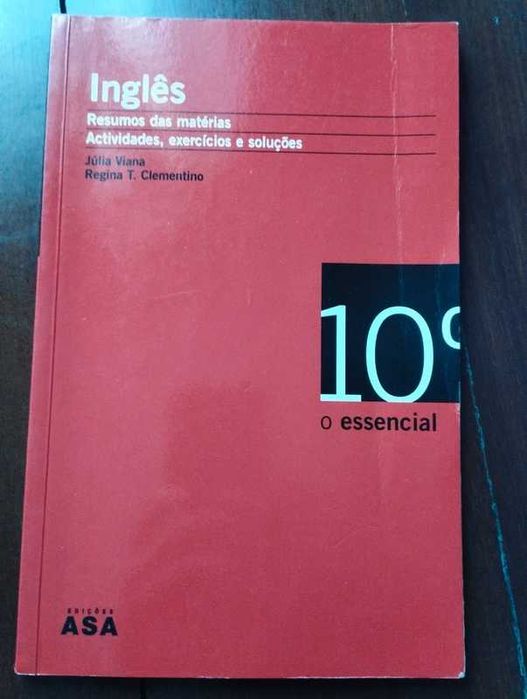 Inglês
Resumos das matérias
Actividades, exercícios e soluções
Júlia Viana
Regina T. Clementino
10º
o essencial
EDIÇÕES
ASA